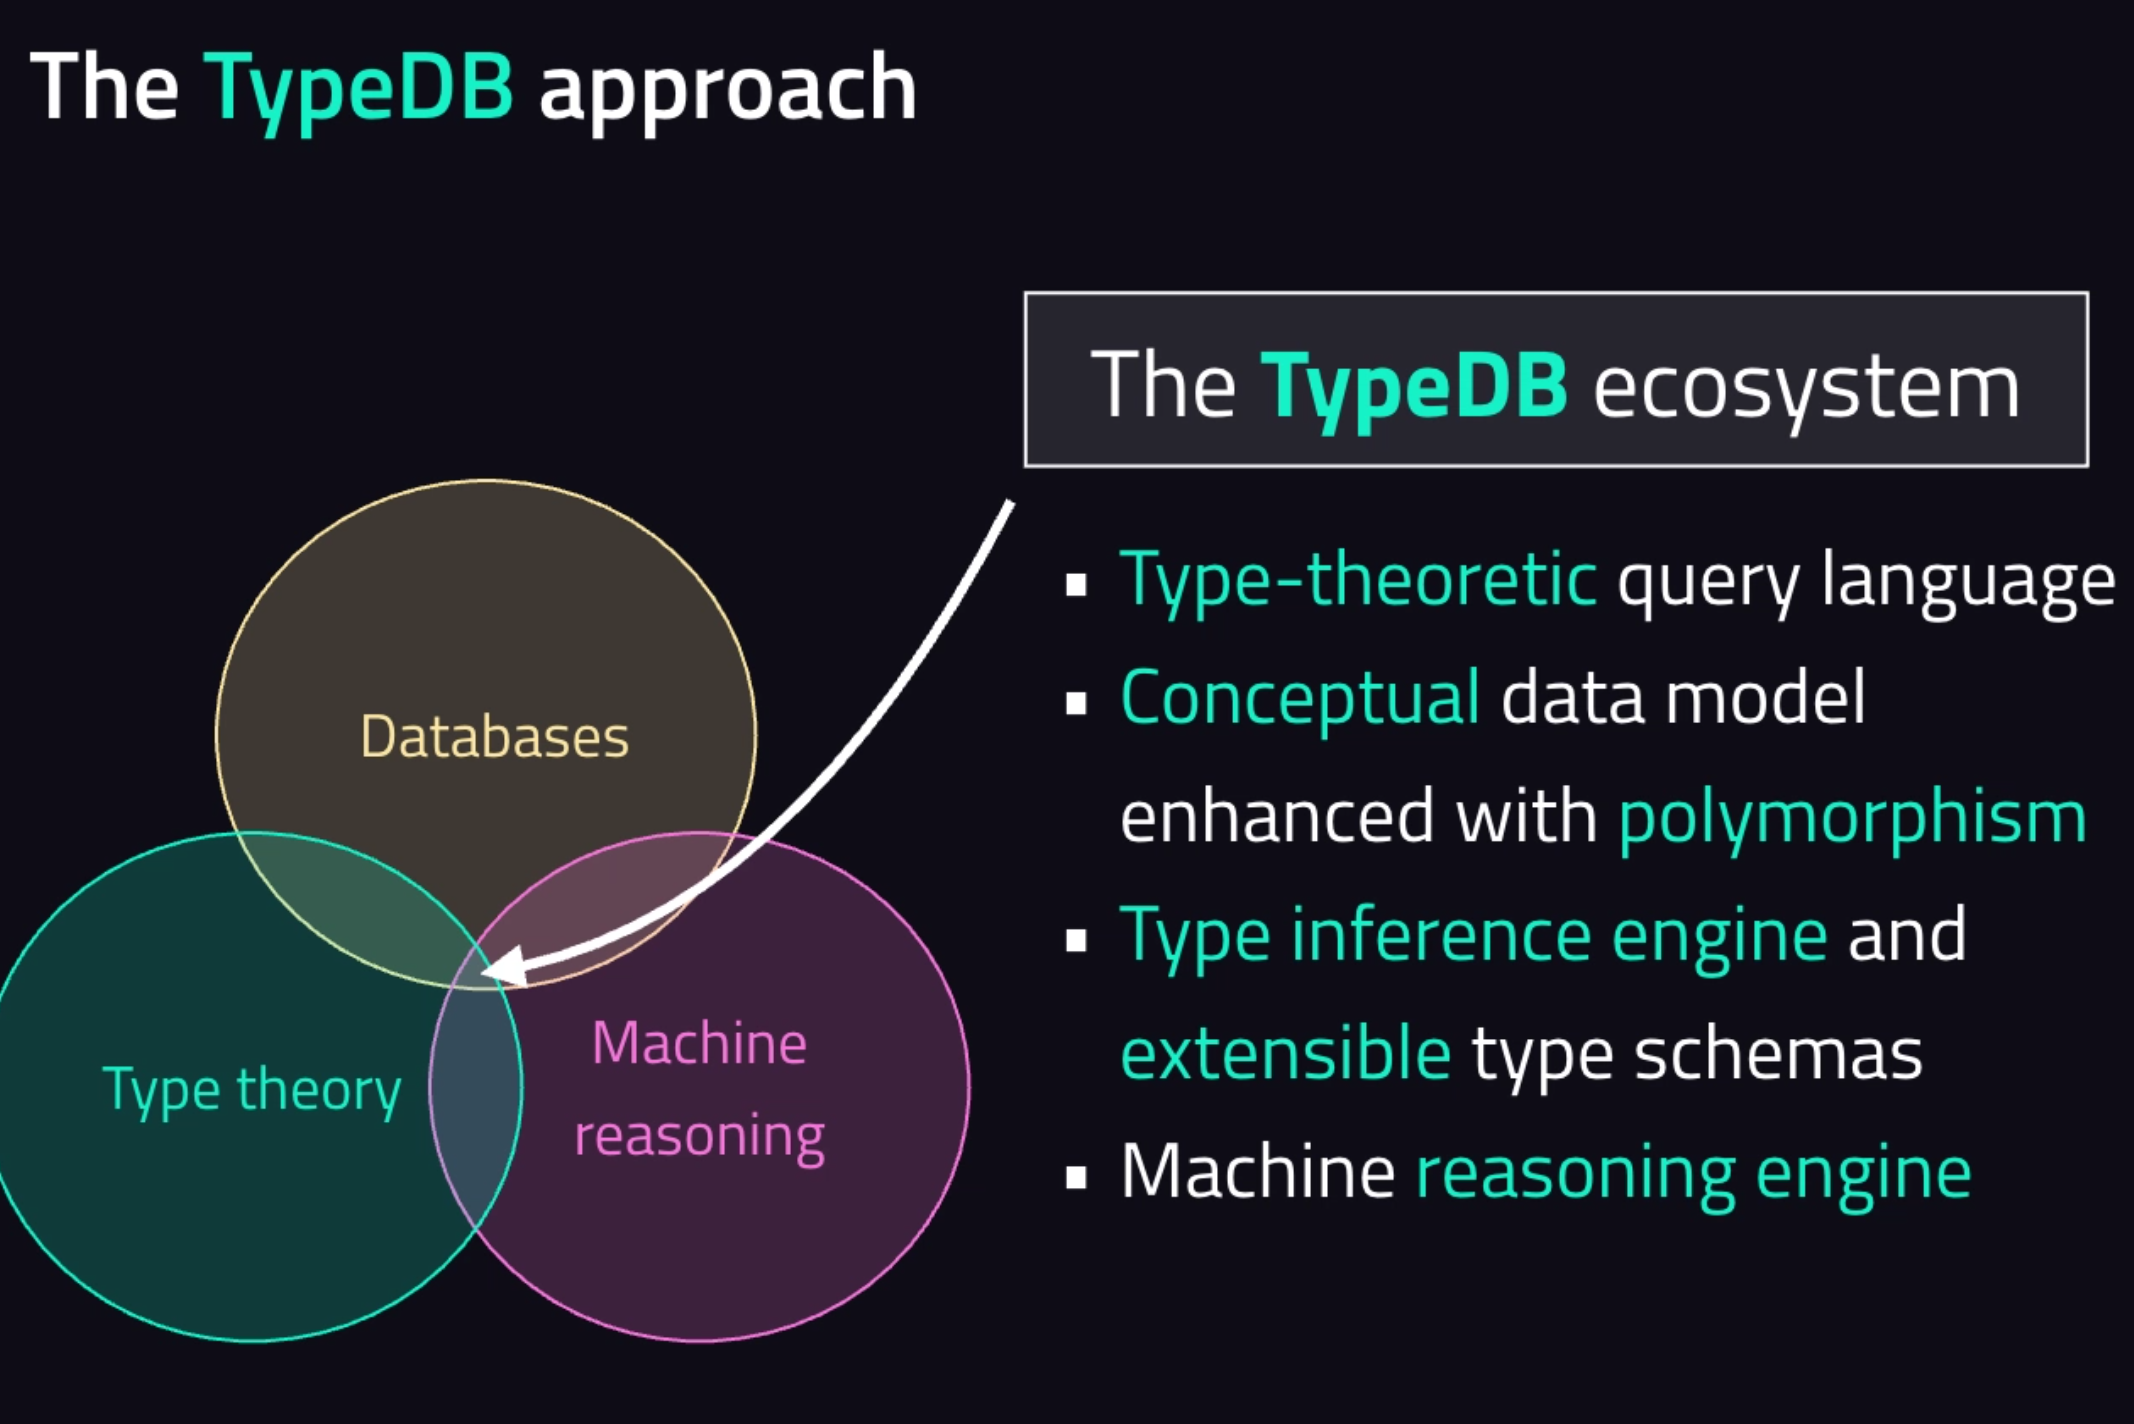 The TypeDB approach
The TypeDB ecosystem
▪ Type-theoretic query language
▪ Conceptual data model
enhanced with polymorphism
▪ Type inference engine and
extensible type schemas
▪ Machine reasoning engine
Databases
Type theory
Machine
reasoning